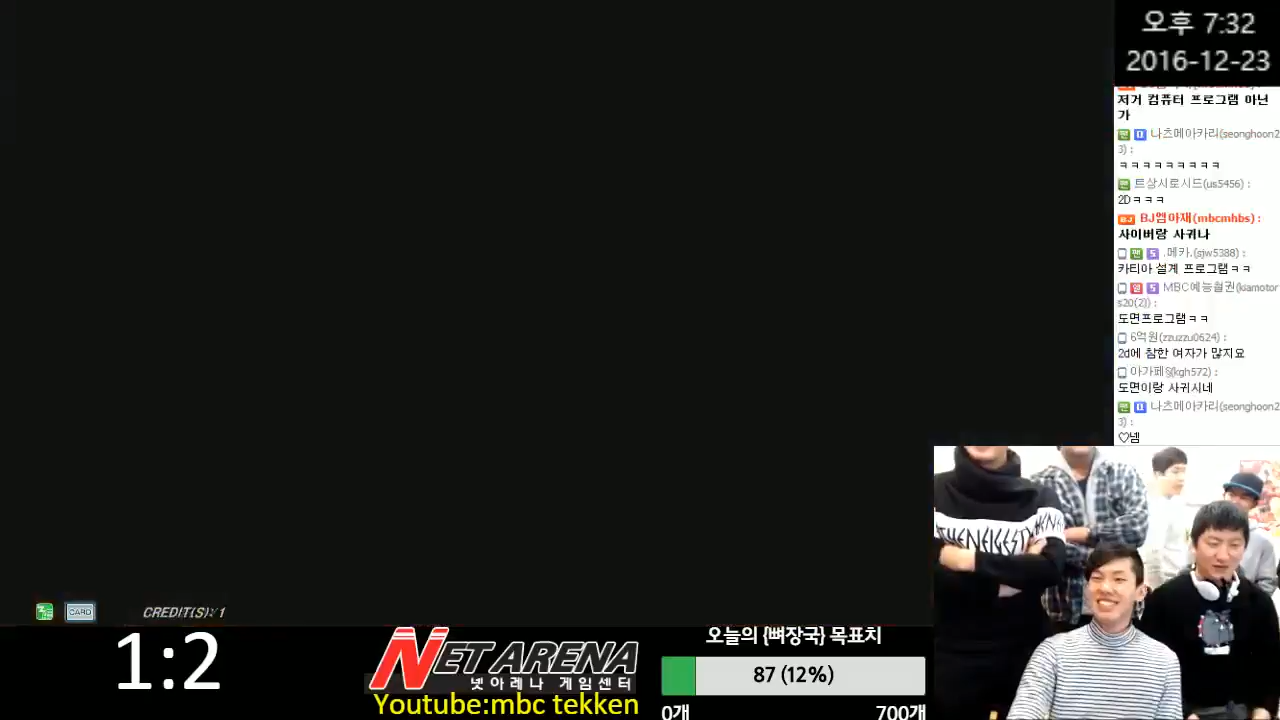 오후 7:32
2016-12-23
저거 컴퓨터 프로그램 아닌
가
나츠메아카리(seonghoon2
3) :
ㅋㅋㅋㅋㅋㅋㅋㅋㅋ
트상시로시드(us5456) :
2Dㅋㅋㅋ
BJ엠아재(mbcmhbs) :
사이버랑 사귀나
.메카.(sjw5388) :
카티아 설계 프로그램ㅋㅋ
MBC예능철권(kiamotor
s20(2)) :
도면프로그램ㅋㅋ
6억원(zzuzzu0624) :
2d에 참한 여자가 많지요
아가페§(kgh572) :
도면이랑 사귀시네
나츠메아카리(seonghoon2
3) :
♡넴
CARD
CREDIT(S): 1
1:2
NET ARENA
넷아레나 게임센터
Youtube:mbc tekken
오늘의 {뼈장국} 목표치
87 (12%)
0개
700개